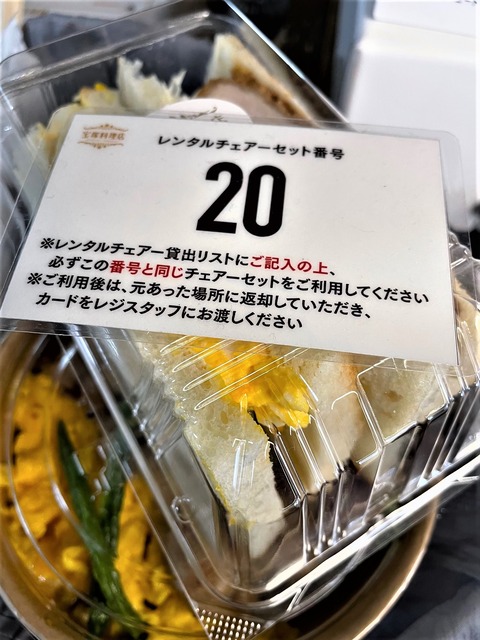 宝塚料理店
レンタルチェアーセット番号
20
※レンタルチェアー貸出リストにご記入の上、
必ずこの番号と同じチェアーセットをご利用してください
※ご利用後は、元あった場所に返却していただき、
カードをレジスタッフにお渡しください